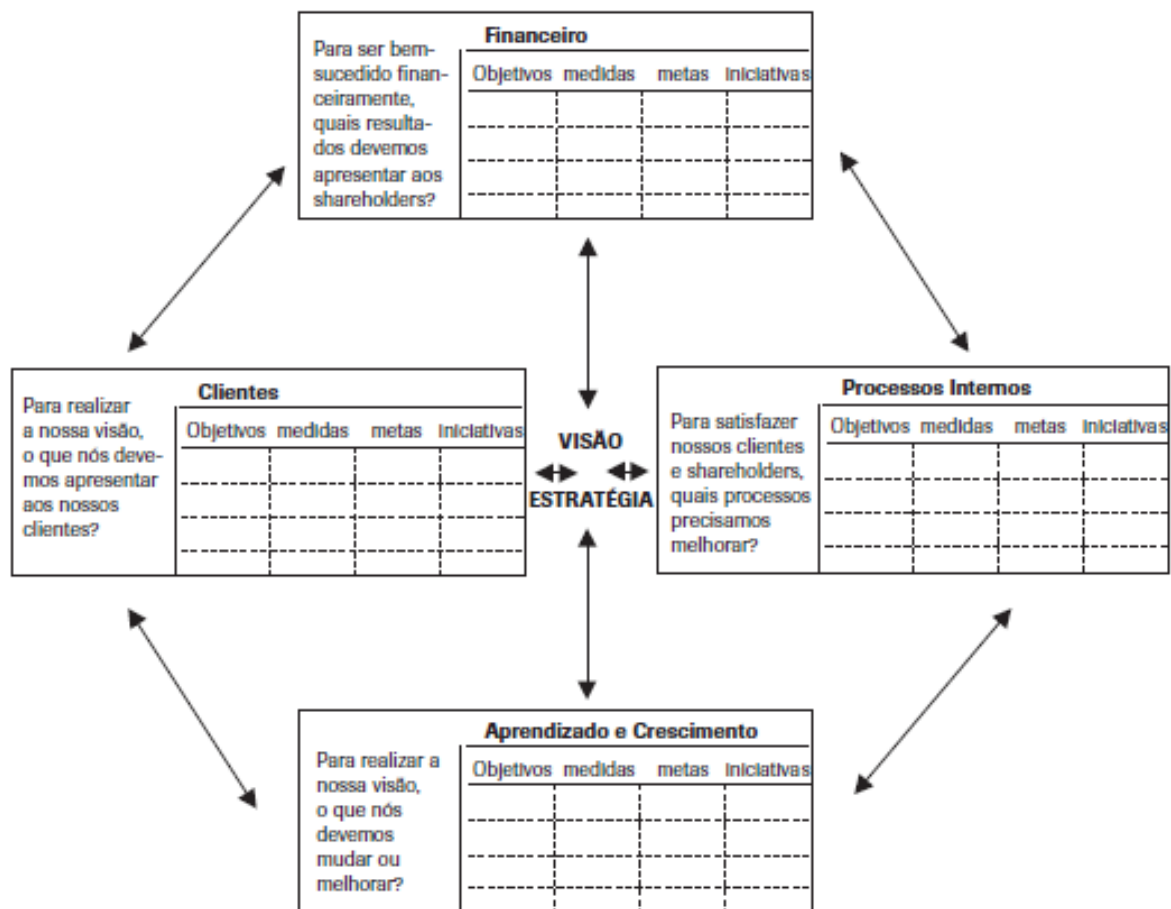 Financeiro
Para ser bem-
sucedido finan-
ceiramente,
quais resulta-
dos devemos
apresentar aos
shareholders?
Objetivos medidas metas iniciativas
Clientes
Para realizar
a nossa visão,
o que nós deve-
mos apresentar
aos nossos
clientes?
Objetivos medidas metas iniciativas
VISÃO
ESTRATÉGIA
Processos Internos
Para satisfazer
nossos clientes
e shareholders,
quais processos
precisamos
melhorar?
Objetivos medidas metas iniciativas
Aprendizado e Crescimento
Para realizar a
nossa visão,
o que nós
devemos
mudar ou
melhorar?
Objetivos medidas metas iniciativas